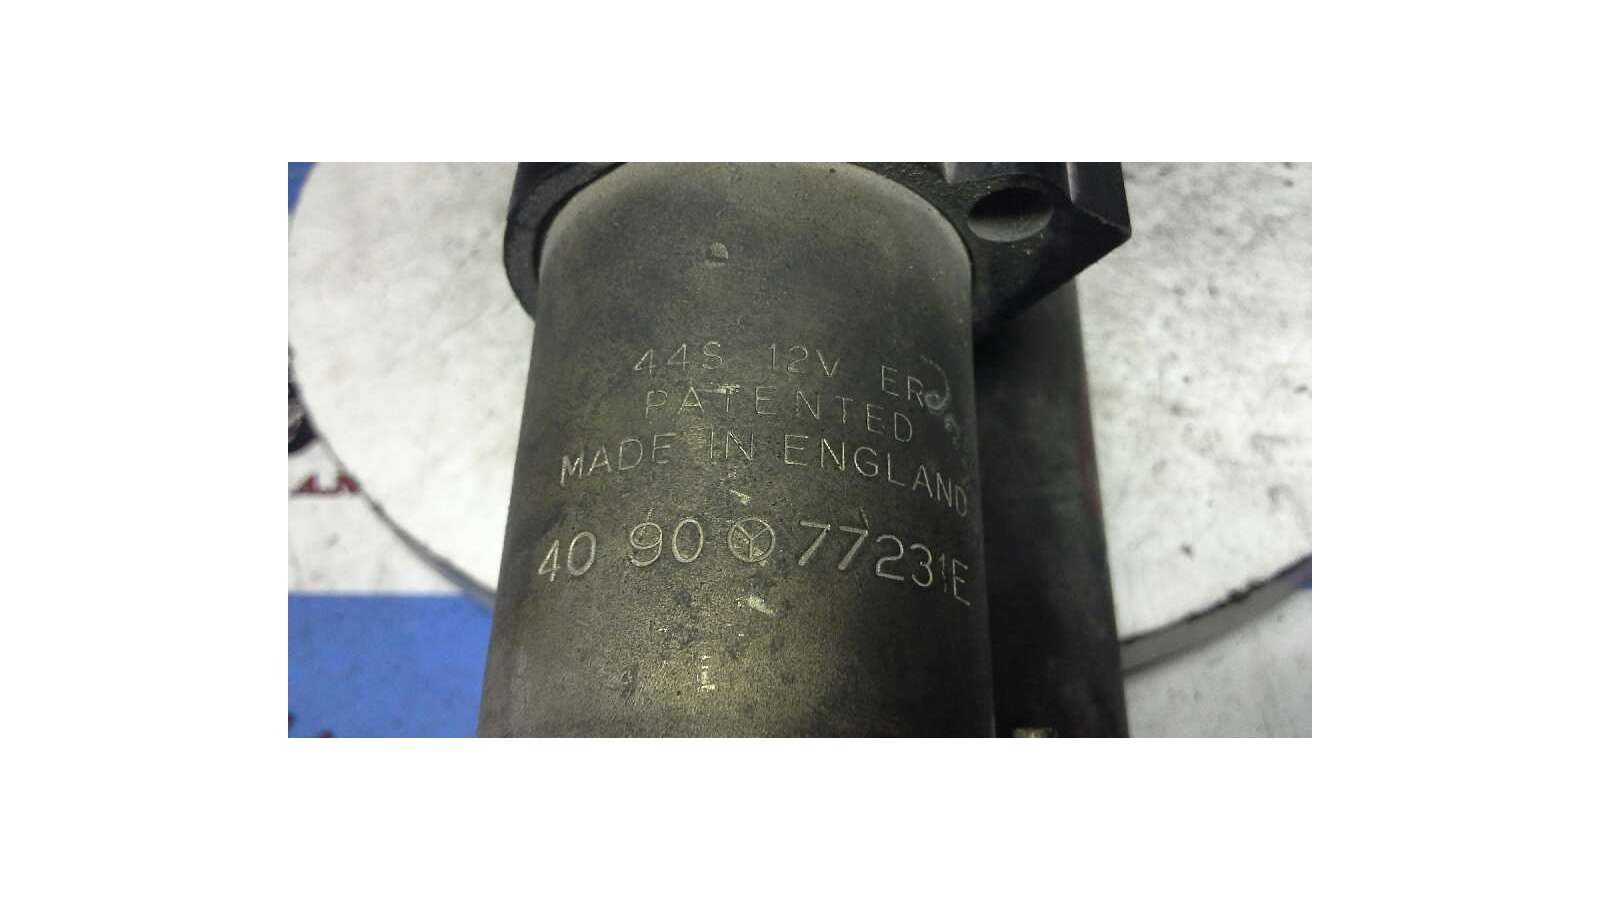 44S 12V ER
PATENTED
MADE IN ENGLAND
40 90 77231E